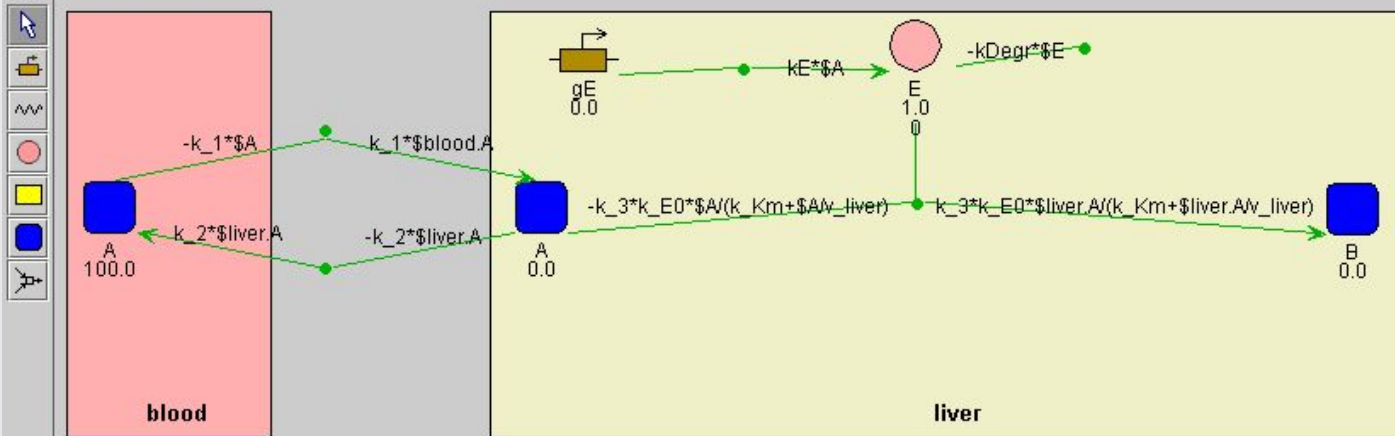 gE
0.0
kE*$A
E
1.0
0
-kDegr*$E
-k_1*$A
k_1*$blood.A
A
100.0
k_2*$liver.A
-k_2*$liver.A
A
0.0
-k_3*k_E0*$A/(k_Km+$A/v_liver)
k_3*k_E0*$liver.A/(k_Km+$liver.A/v_liver)
B
0.0
blood
liver